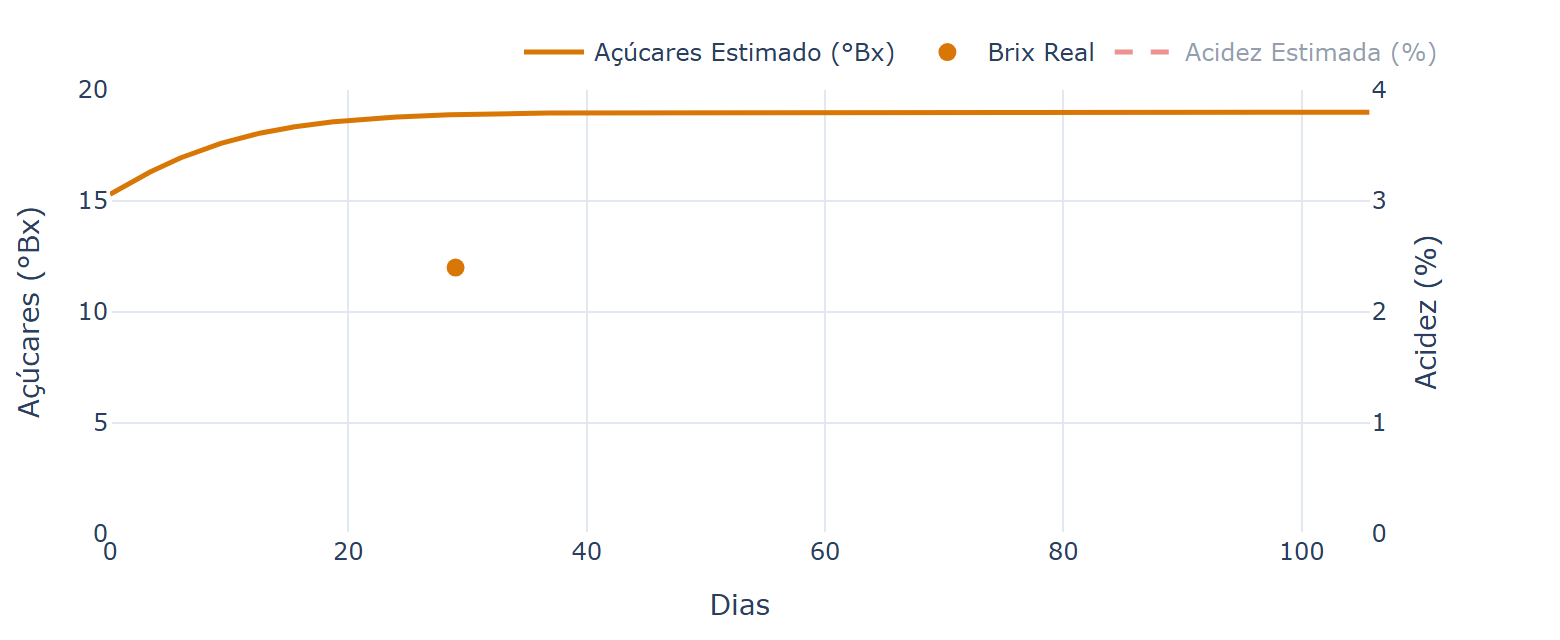 Açúcares Estimado (°Bx) Brix Real Acidez Estimada (%)
20 4
15 3
10 2
5 1
0 0
Açúcares (°Bx)
Acidez (%)
0 20 40 60 80 100
Dias